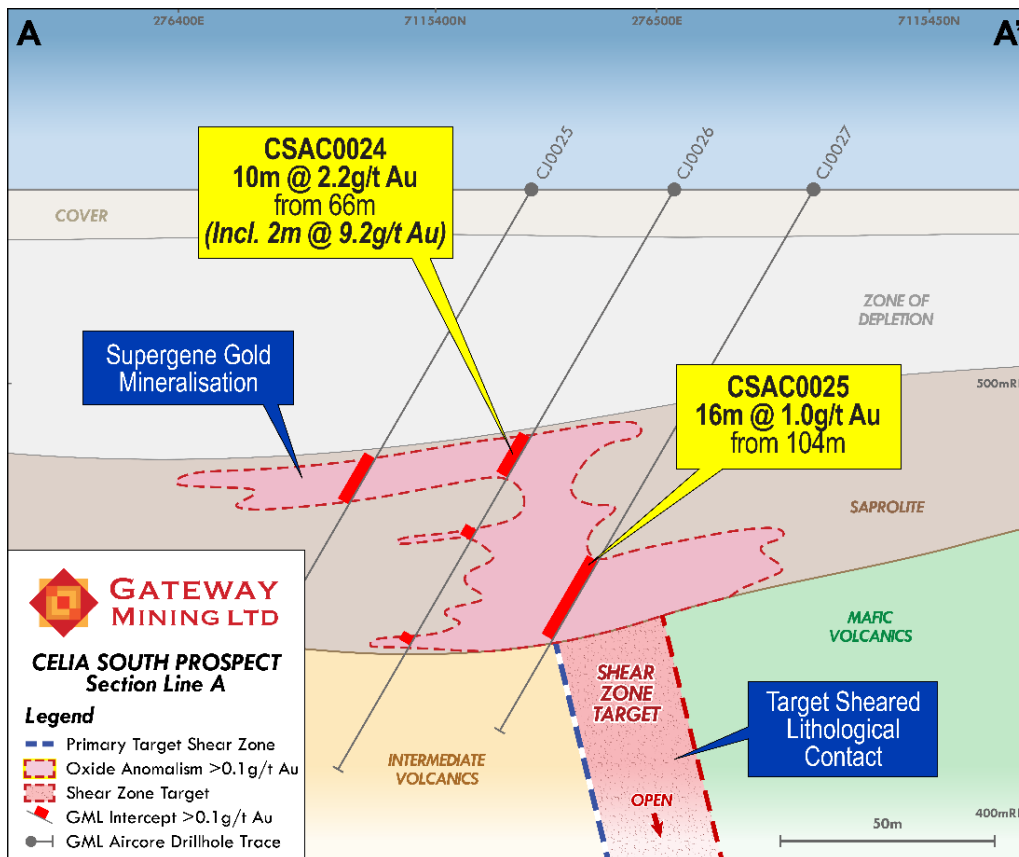 276400E
7115400N
276500E
7115450N
A
A'
CJ0025
CJ0026
CJ0027
CSAC0024
10m @ 2.2g/t Au
from 66m
(Incl. 2m @ 9.2g/t Au)
COVER
ZONE OF
DEPLETION
Supergene Gold
Mineralisation
500mR
CSAC0025
16m @ 1.0g/t Au
from 104m
SAPROLITE
GATEWAY
MINING LTD
CELIA SOUTH PROSPECT
Section Line A
Legend
Primary Target Shear Zone
Oxide Anomalism >0.1g/t Au
Shear Zone Target
GML Intercept >0.1g/t Au
GML Aircore Drillhole Trace
MAFIC
VOLCANICS
SHEAR
ZONE
TARGET
Target Sheared
Lithological
Contact
INTERMEDIATE
VOLCANICS
OPEN
400mR
50m